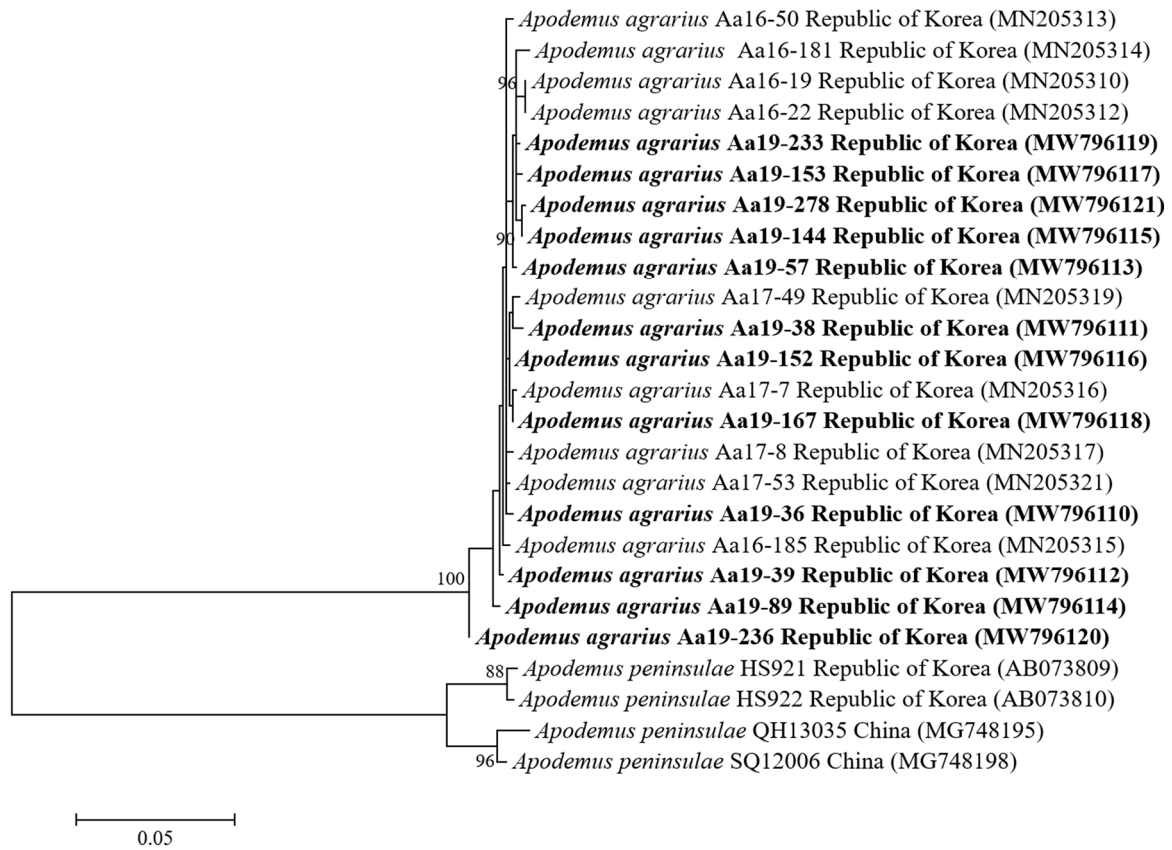 Apodemus agrarius Aa16-50 Republic of Korea (MN205313)
Apodemus agrarius Aa16-181 Republic of Korea (MN205314)
96
Apodemus agrarius Aa16-19 Republic of Korea (MN205310)
Apodemus agrarius Aa16-22 Republic of Korea (MN205312)
Apodemus agrarius Aa19-233 Republic of Korea (MW796119)
Apodemus agrarius Aa19-153 Republic of Korea (MW796117)
Apodemus agrarius Aa19-278 Republic of Korea (MW796121)
90
Apodemus agrarius Aa19-144 Republic of Korea (MW796115)
Apodemus agrarius Aa19-57 Republic of Korea (MW796113)
Apodemus agrarius Aa17-49 Republic of Korea (MN205319)
Apodemus agrarius Aa19-38 Republic of Korea (MW796111)
Apodemus agrarius Aa19-152 Republic of Korea (MW796116)
Apodemus agrarius Aa17-7 Republic of Korea (MN205316)
Apodemus agrarius Aa19-167 Republic of Korea (MW796118)
Apodemus agrarius Aa17-8 Republic of Korea (MN205317)
Apodemus agrarius Aa17-53 Republic of Korea (MN205321)
Apodemus agrarius Aa19-36 Republic of Korea (MW796110)
Apodemus agrarius Aa16-185 Republic of Korea (MN205315)
100
Apodemus agrarius Aa19-39 Republic of Korea (MW796112)
Apodemus agrarius Aa19-89 Republic of Korea (MW796114)
Apodemus agrarius Aa19-236 Republic of Korea (MW796120)
88
Apodemus peninsulae HS921 Republic of Korea (AB073809)
Apodemus peninsulae HS922 Republic of Korea (AB073810)
Apodemus peninsulae QH13035 China (MG748195)
96
Apodemus peninsulae SQ12006 China (MG748198)
0.05